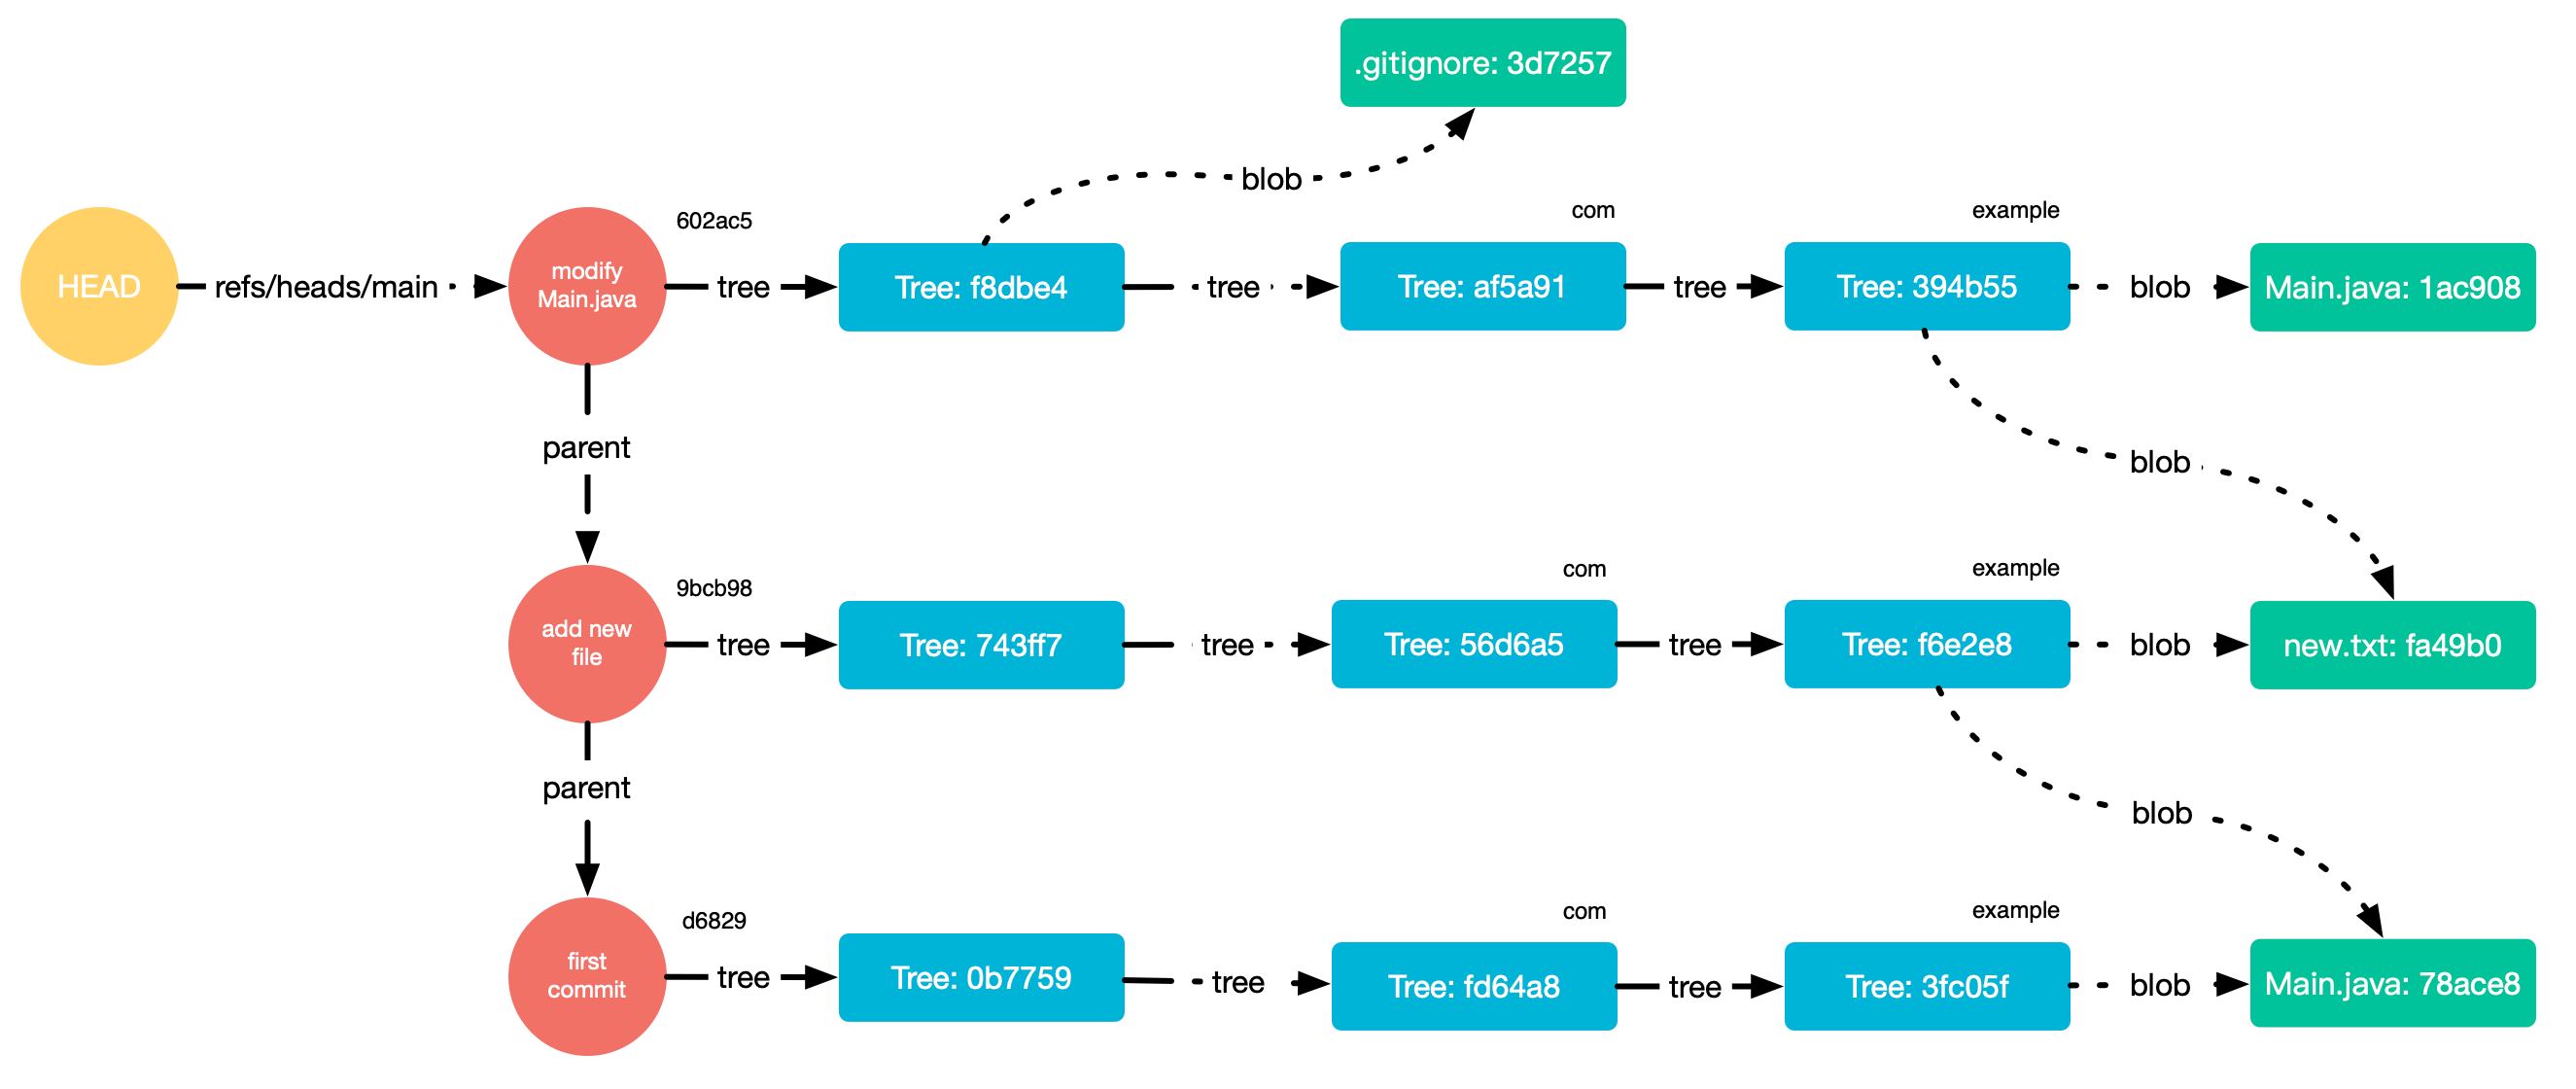 .gitignore: 3d7257
blob
602ac5
com
example
HEAD
refs/heads/main
modify
Main.java
tree
Tree: f8dbe4
tree
Tree: af5a91
tree
Tree: 394b55
blob
Main.java: 1ac908
parent
blob
9bcb98
com
example
add new
file
tree
Tree: 743ff7
tree
Tree: 56d6a5
tree
Tree: f6e2e8
blob
new.txt: fa49b0
parent
blob
d6829
com
example
first
commit
tree
Tree: 0b7759
tree
Tree: fd64a8
tree
Tree: 3fc05f
blob
Main.java: 78ace8